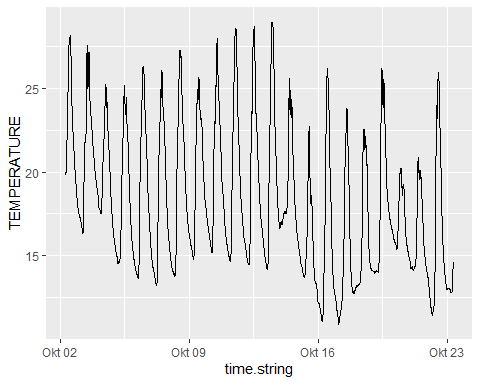 TEMPERATURE
25
20
15
Okt 02
Okt 09
Okt 16
Okt 23
time.string